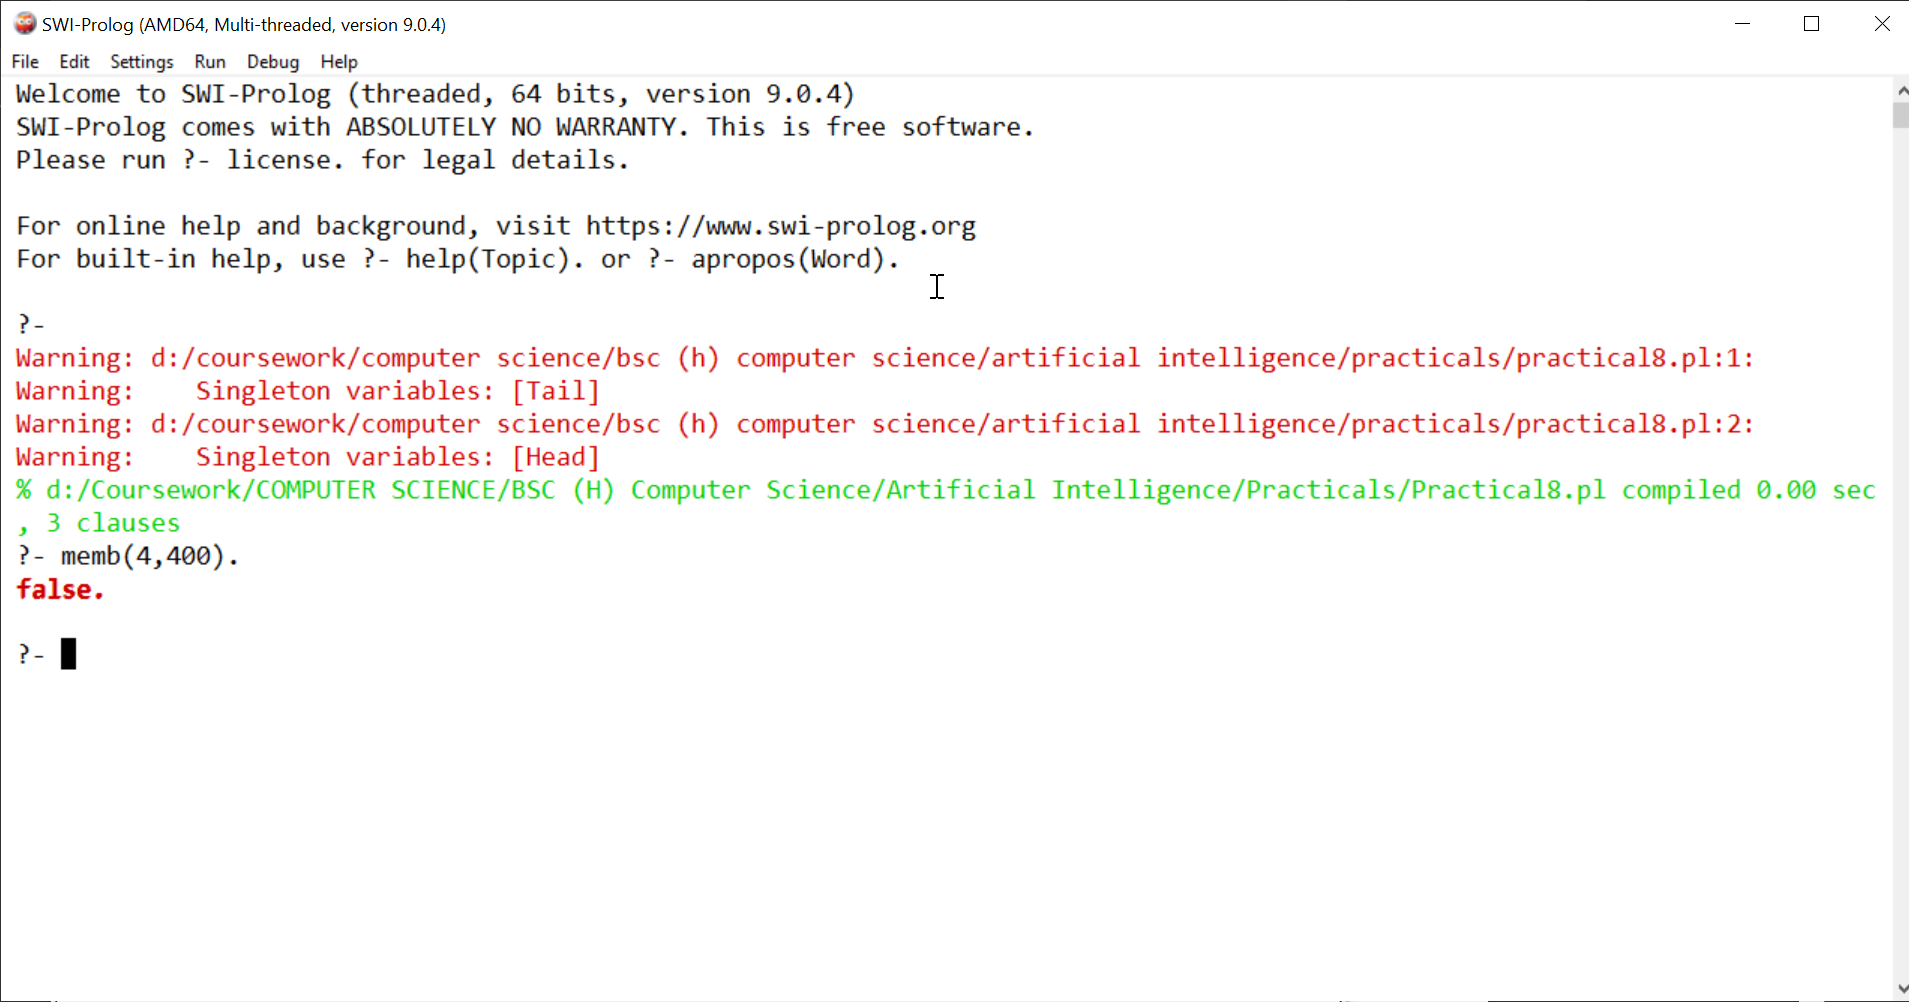 SWI-Prolog (AMD64, Multi-threaded, version 9.0.4)
File Edit Settings Run Debug Help
Welcome to SWI-Prolog (threaded, 64 bits, version 9.0.4)
SWI-Prolog comes with ABSOLUTELY NO WARRANTY. This is free software.
Please run ?- license. for legal details.
For online help and background, visit https://www.swi-prolog.org
For built-in help, use ?- help(Topic). or ?- apropos(Word).
?-
Warning: d:/coursework/computer science/bsc (h) computer science/artificial intelligence/practicals/practical8.pl:1:
Warning:    Singleton variables: [Tail]
Warning: d:/coursework/computer science/bsc (h) computer science/artificial intelligence/practicals/practical8.pl:2:
Warning:    Singleton variables: [Head]
% d:/Coursework/COMPUTER SCIENCE/BSC (H) Computer Science/Artificial Intelligence/Practicals/Practical8.pl compiled 0.00 sec
, 3 clauses
?- memb(4,400).
false.
?-